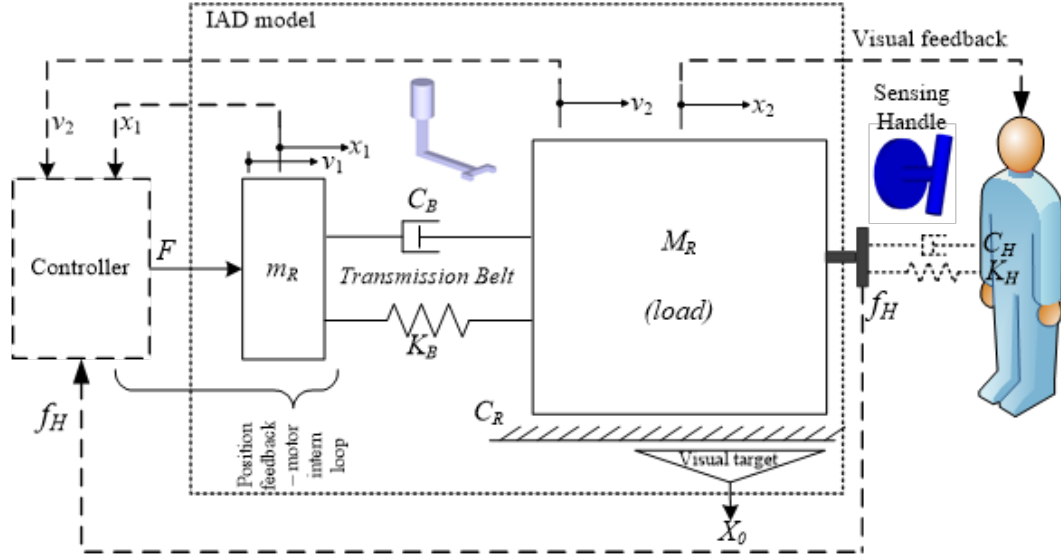 IAD model
Visual feedback
v2
x1
v2
x2
Sensing
Handle
x1
v1
CB
Controller
F
mR
Transmission Belt
MR
(load)
CH
KH
KB
fH
fH
CR
Position
feedback
– motor
intern
loop
Visual target
X0